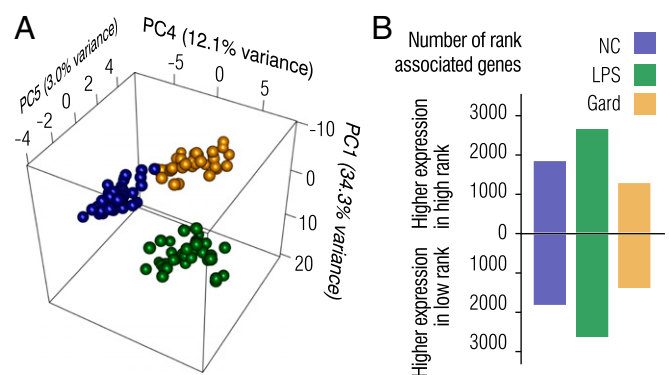 A
PC5 (3.0% variance)
-4
-2
0
2
4
PC4 (12.1% variance)
-5
0
5
PC1 (34.3% variance)
-10
0
10
20
B
Number of rank
associated genes
NC
LPS
Gard
Higher expression
in high rank
Higher expression
in low rank
3000
2000
1000
0
1000
2000
3000